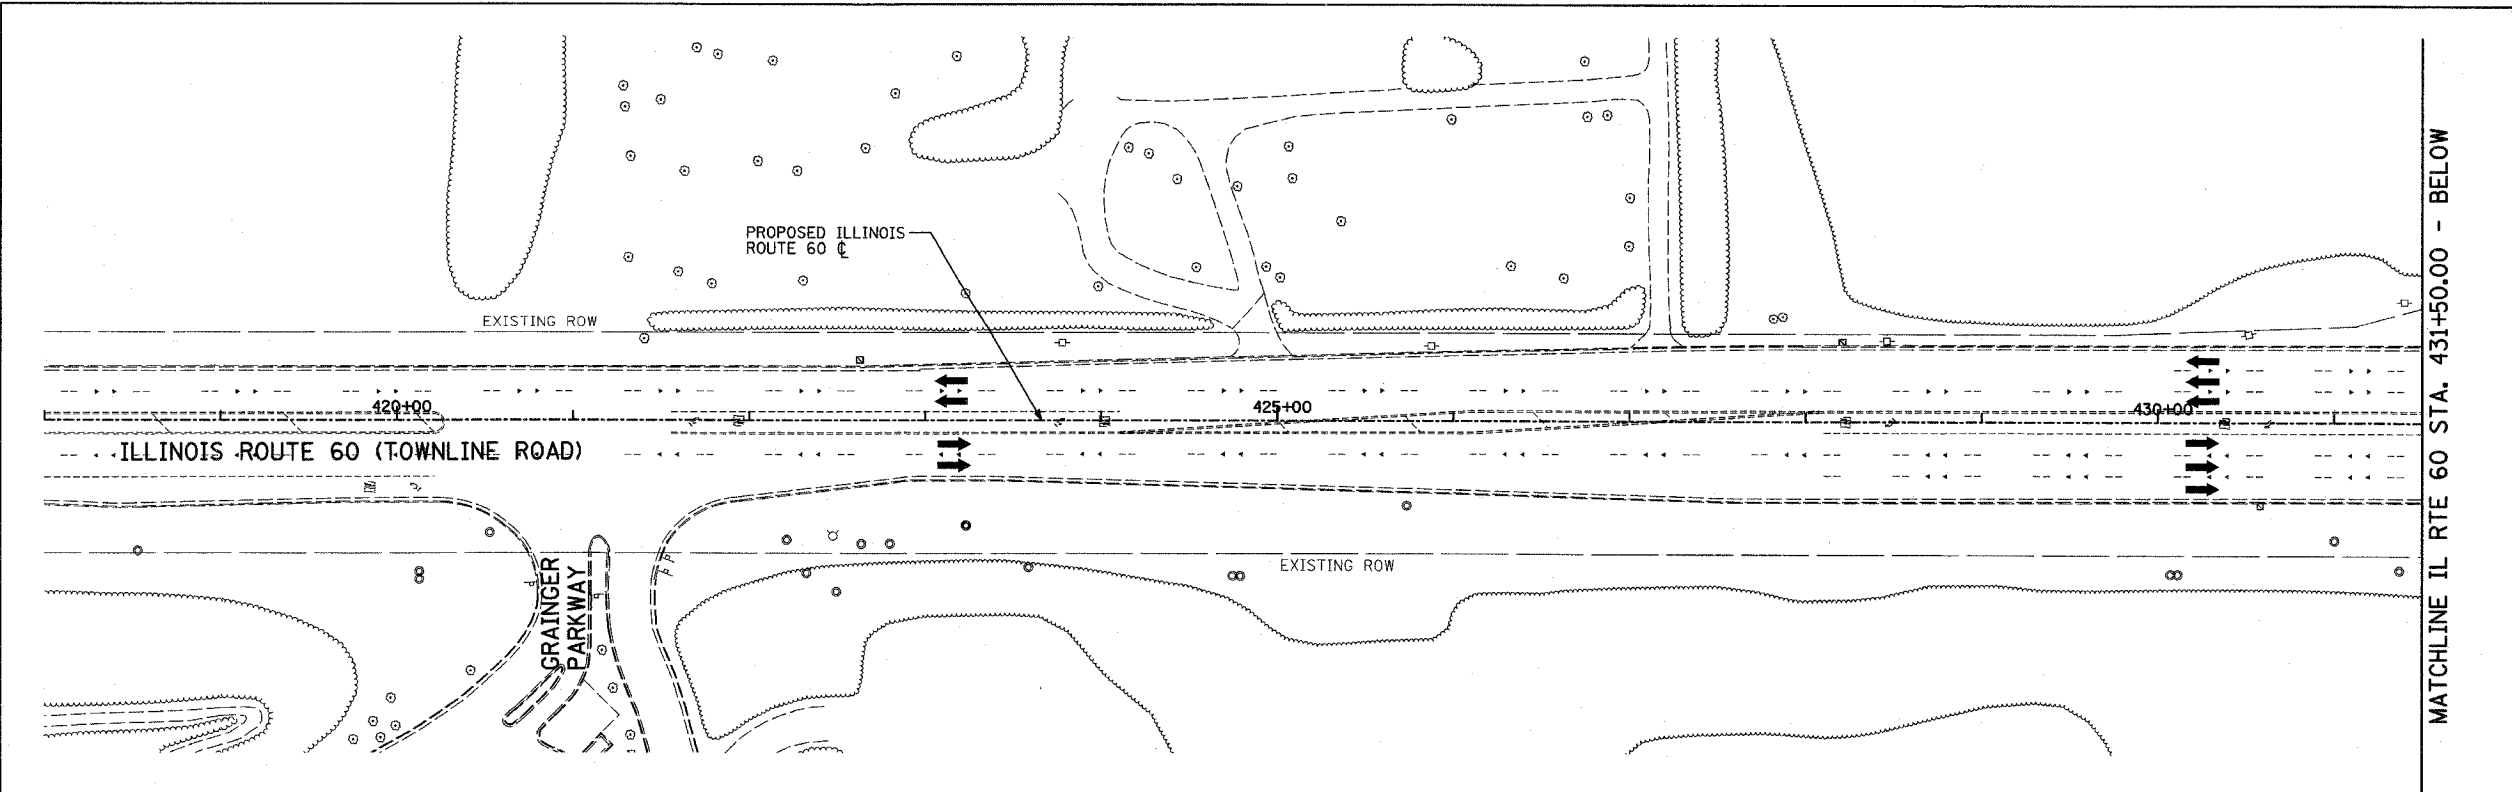 PROPOSED ILLINOIS
ROUTE 60 ℄
EXISTING ROW
420+00
425+00
430+00
ILLINOIS ROUTE 60 (TOWNLINE ROAD)
EXISTING ROW
GRAINGER
PARKWAY
MATCHLINE IL RTE 60 STA. 431+50.00 - BELOW